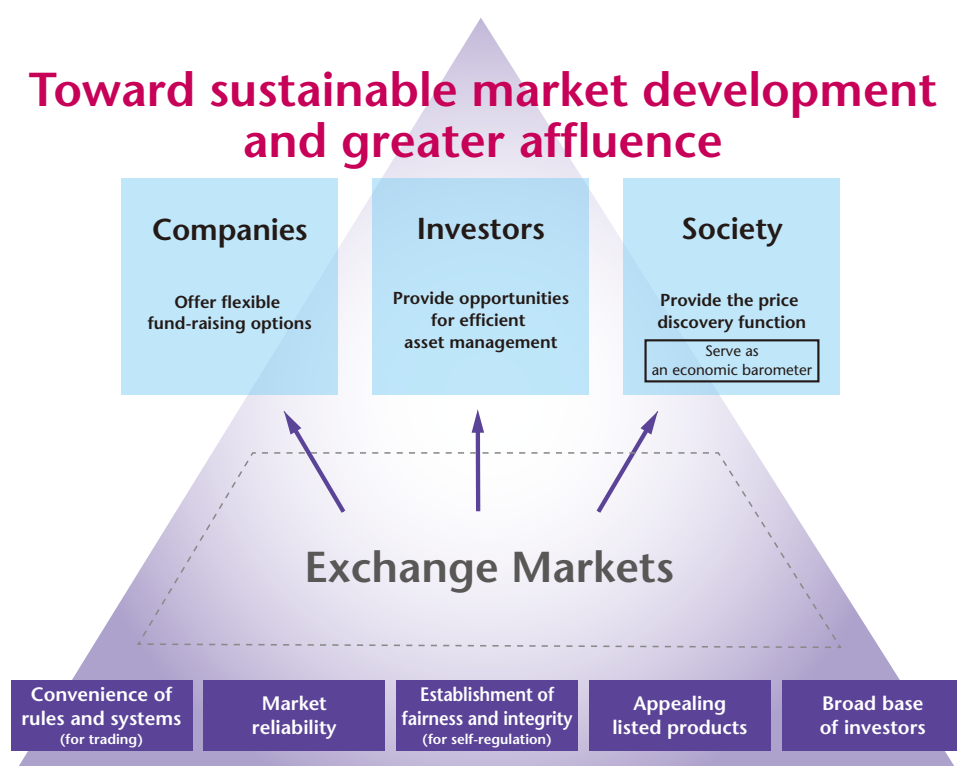 Toward sustainable market development
and greater affluence
Companies
Offer flexible
fund-raising options
Investors
Provide opportunities
for efficient
asset management
Society
Provide the price
discovery function
Serve as
an economic barometer
Exchange Markets
Convenience of
rules and systems
(for trading)
Market
reliability
Establishment of
fairness and integrity
(for self-regulation)
Appealing
listed products
Broad base
of investors